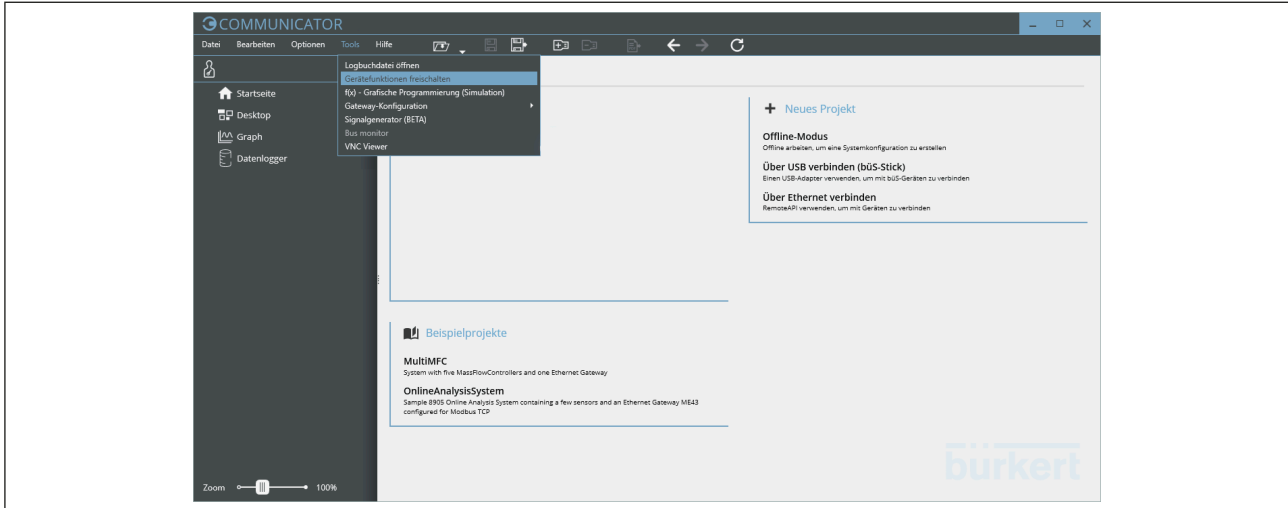 COMMUNICATOR
Datei Bearbeiten Optionen Tools Hilfe
Logbuchdatei öffnen
Gerätefunktionen freischalten
f(x) - Grafische Programmierung (Simulation)
Gateway-Konfiguration
Signalgenerator (BETA)
Bus monitor
VNC Viewer
Startseite
Desktop
Graph
Datenlogger
Neues Projekt
Offline-Modus
Offline arbeiten, um eine Systemkonfiguration zu erstellen
Über USB verbinden (büS-Stick)
Einen USB-Adapter verwenden, um mit büS-Geräten zu verbinden
Über Ethernet verbinden
RemoteAPI verwenden, um mit Geräten zu verbinden
Beispielprojekte
MultiMFC
System with five MassFlowControllers and one Ethernet Gateway
OnlineAnalysisSystem
Sample 8905 Online Analysis System containing a few sensors and an Ethernet Gateway ME43
configured for Modbus TCP
bürkert
Zoom 100%